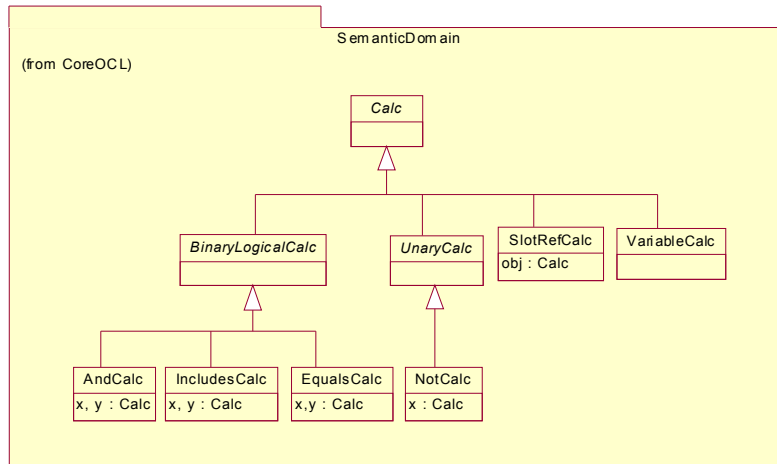 SemanticDomain
(from CoreOCL)
Calc
BinaryLogicalCalc
UnaryCalc
SlotRefCalc
obj : Calc
VariableCalc
AndCalc
x, y : Calc
IncludesCalc
x, y : Calc
EqualsCalc
x,y : Calc
NotCalc
x : Calc